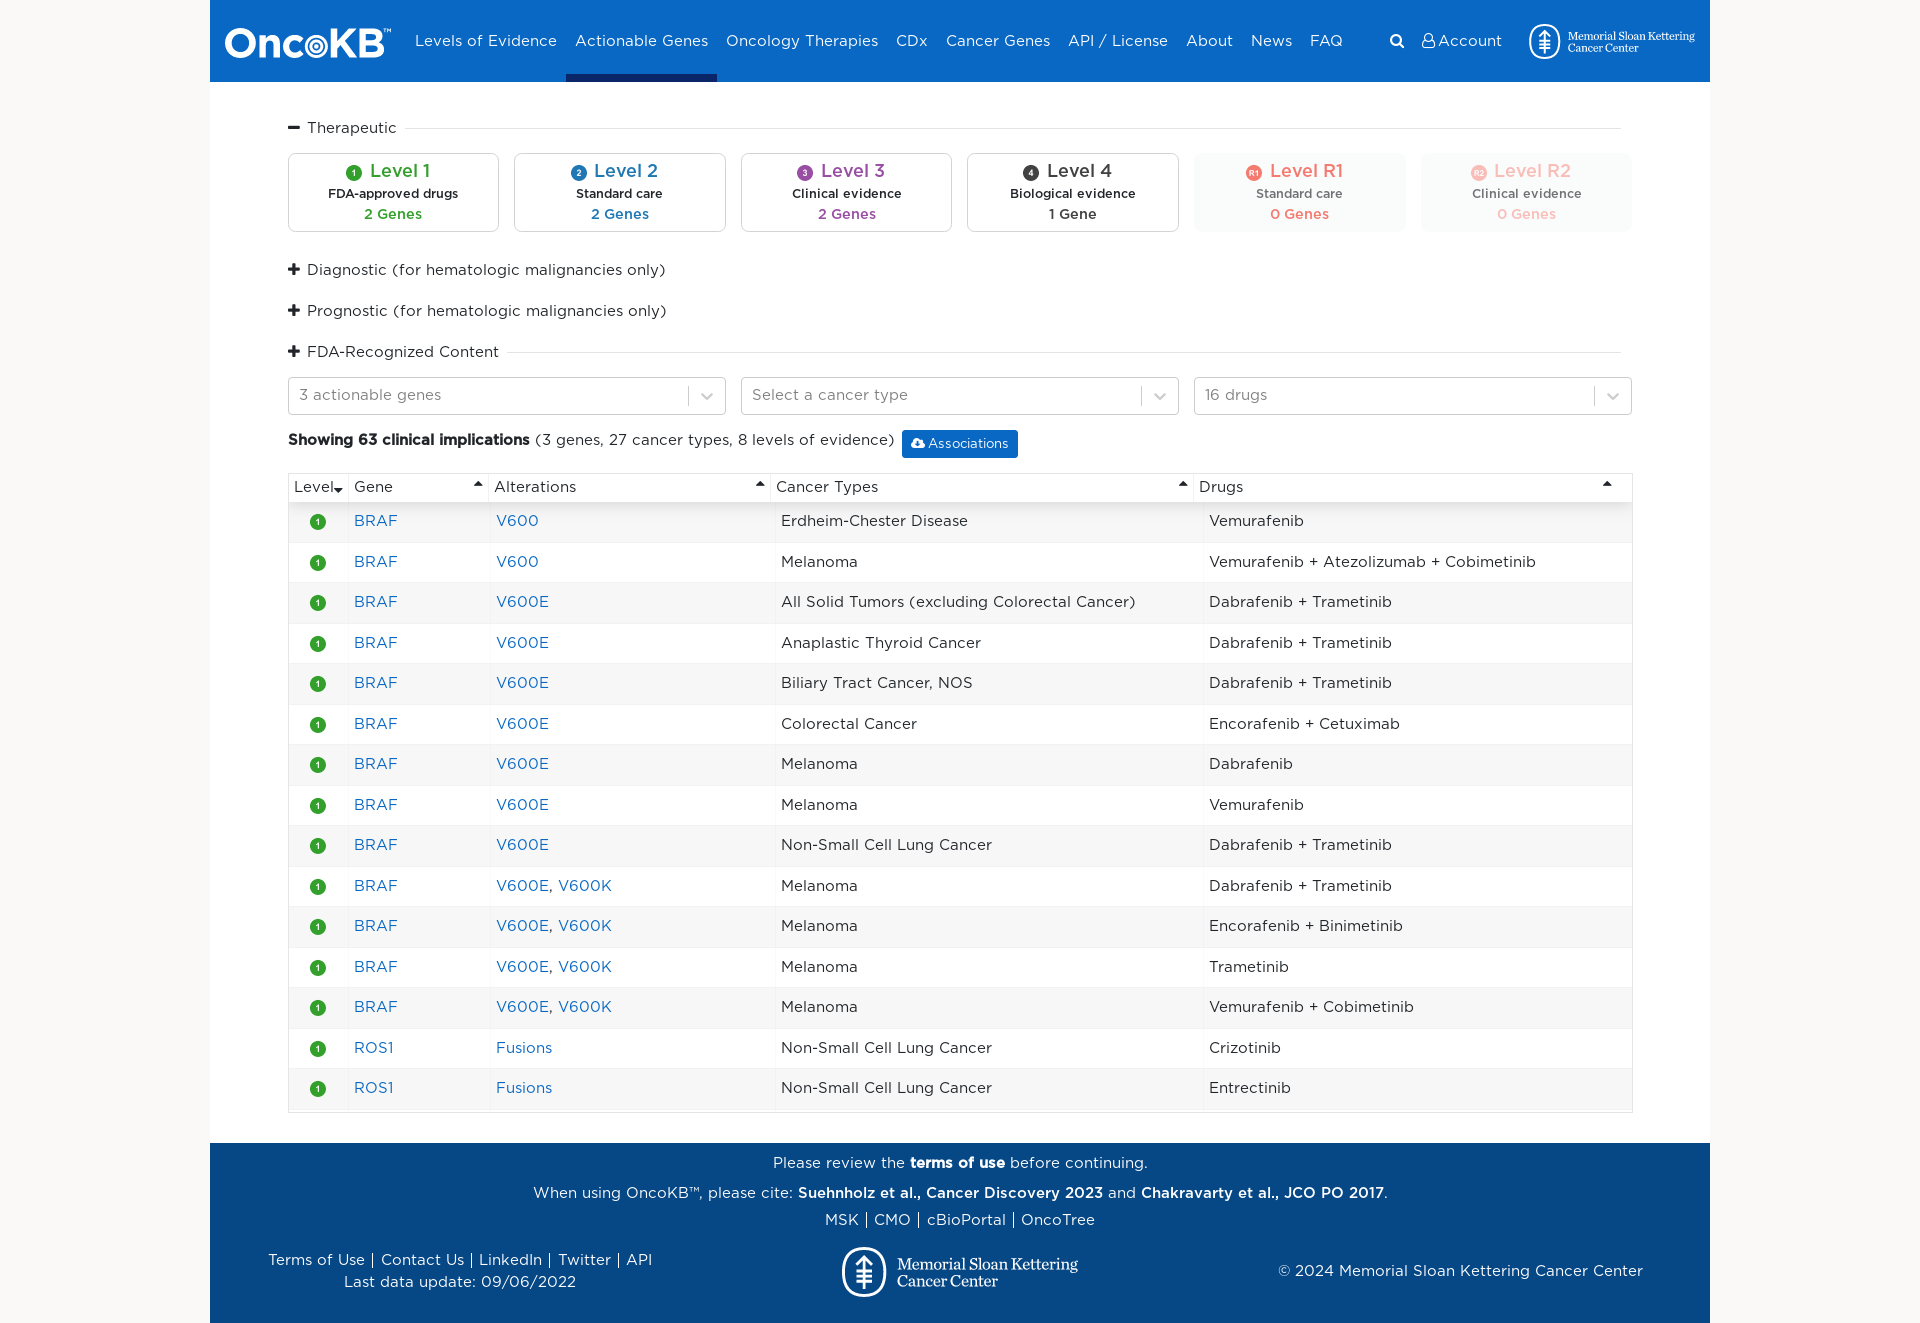 OncoKB™ Levels of Evidence Actionable Genes Oncology Therapies CDx Cancer Genes API / License About News FAQ Account Memorial Sloan Kettering
Cancer Center
Therapeutic
1 Level 1
FDA-approved drugs
2 Genes
2 Level 2
Standard care
2 Genes
3 Level 3
Clinical evidence
2 Genes
4 Level 4
Biological evidence
1 Gene
R1 Level R1
Standard care
0 Genes
R2 Level R2
Clinical evidence
0 Genes
Diagnostic (for hematologic malignancies only)
Prognostic (for hematologic malignancies only)
FDA-Recognized Content
3 actionable genes Select a cancer type 16 drugs
Showing 63 clinical implications (3 genes, 27 cancer types, 8 levels of evidence) Associations
Level Gene Alterations Cancer Types Drugs
1 BRAF V600 Erdheim-Chester Disease Vemurafenib
1 BRAF V600 Melanoma Vemurafenib + Atezolizumab + Cobimetinib
1 BRAF V600E All Solid Tumors (excluding Colorectal Cancer) Dabrafenib + Trametinib
1 BRAF V600E Anaplastic Thyroid Cancer Dabrafenib + Trametinib
1 BRAF V600E Biliary Tract Cancer, NOS Dabrafenib + Trametinib
1 BRAF V600E Colorectal Cancer Encorafenib + Cetuximab
1 BRAF V600E Melanoma Dabrafenib
1 BRAF V600E Melanoma Vemurafenib
1 BRAF V600E Non-Small Cell Lung Cancer Dabrafenib + Trametinib
1 BRAF V600E, V600K Melanoma Dabrafenib + Trametinib
1 BRAF V600E, V600K Melanoma Encorafenib + Binimetinib
1 BRAF V600E, V600K Melanoma Trametinib
1 BRAF V600E, V600K Melanoma Vemurafenib + Cobimetinib
1 ROS1 Fusions Non-Small Cell Lung Cancer Crizotinib
1 ROS1 Fusions Non-Small Cell Lung Cancer Entrectinib
Please review the terms of use before continuing.
When using OncoKB™, please cite: Suehnholz et al., Cancer Discovery 2023 and Chakravarty et al., JCO PO 2017.
MSK | CMO | cBioPortal | OncoTree
Terms of Use | Contact Us | LinkedIn | Twitter | API
Last data update: 09/06/2022
Memorial Sloan Kettering
Cancer Center
© 2024 Memorial Sloan Kettering Cancer Center